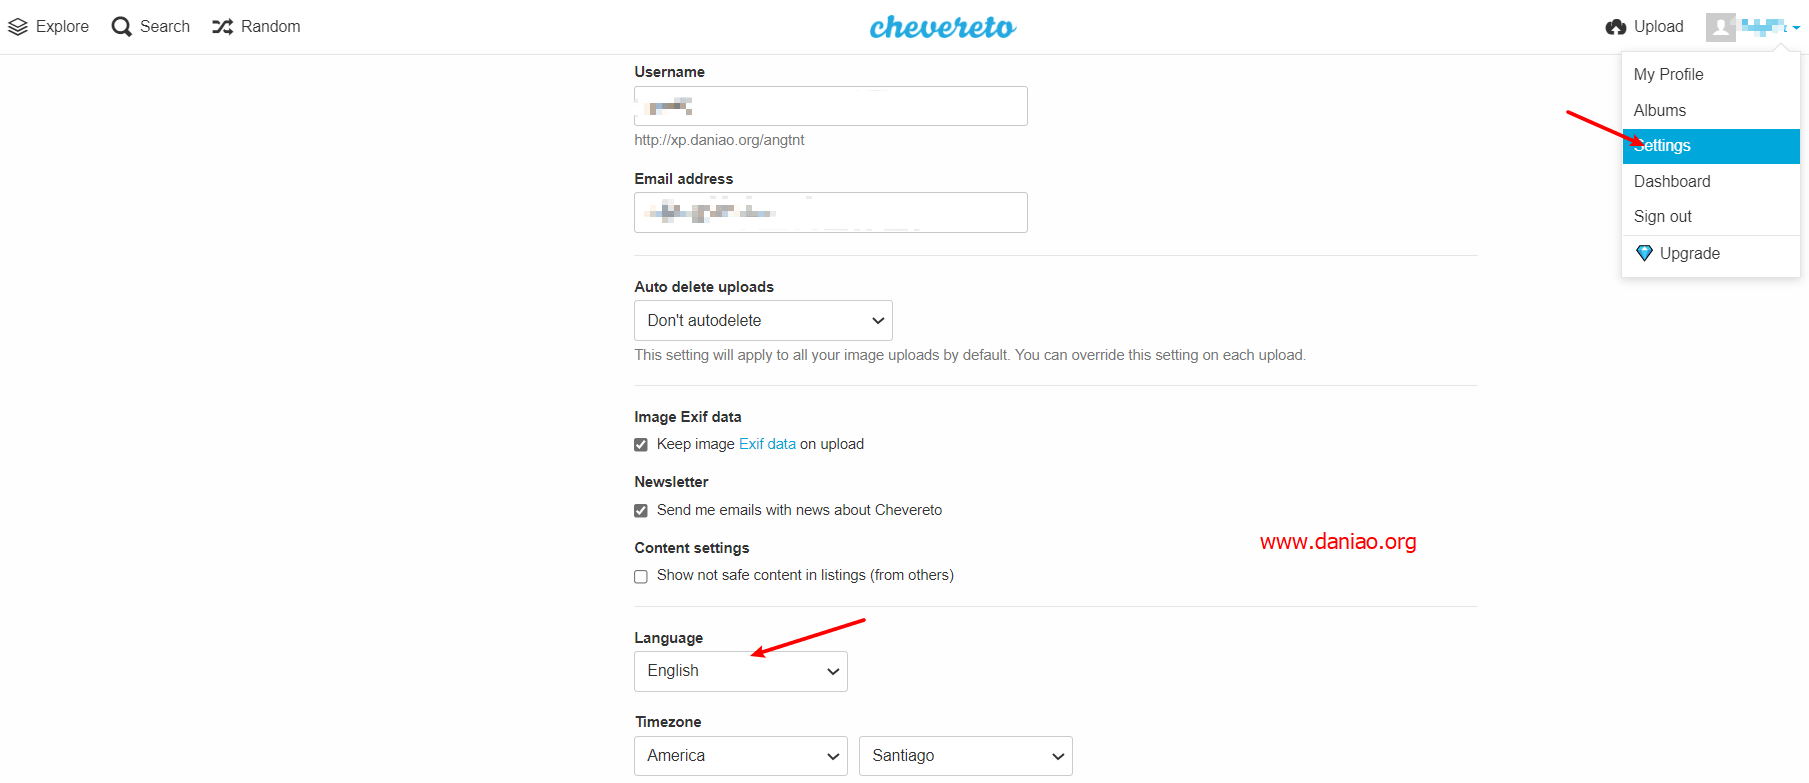 Explore Search Random chevereto Upload
My Profile
Albums
Settings
Dashboard
Sign out
Upgrade
Username
http://xp.daniao.org/angtnt
Email address
Auto delete uploads
Don't autodelete
This setting will apply to all your image uploads by default. You can override this setting on each upload.
Image Exif data
Keep image Exif data on upload
Newsletter
Send me emails with news about Chevereto
www.daniao.org
Content settings
Show not safe content in listings (from others)
Language
English
Timezone
America Santiago